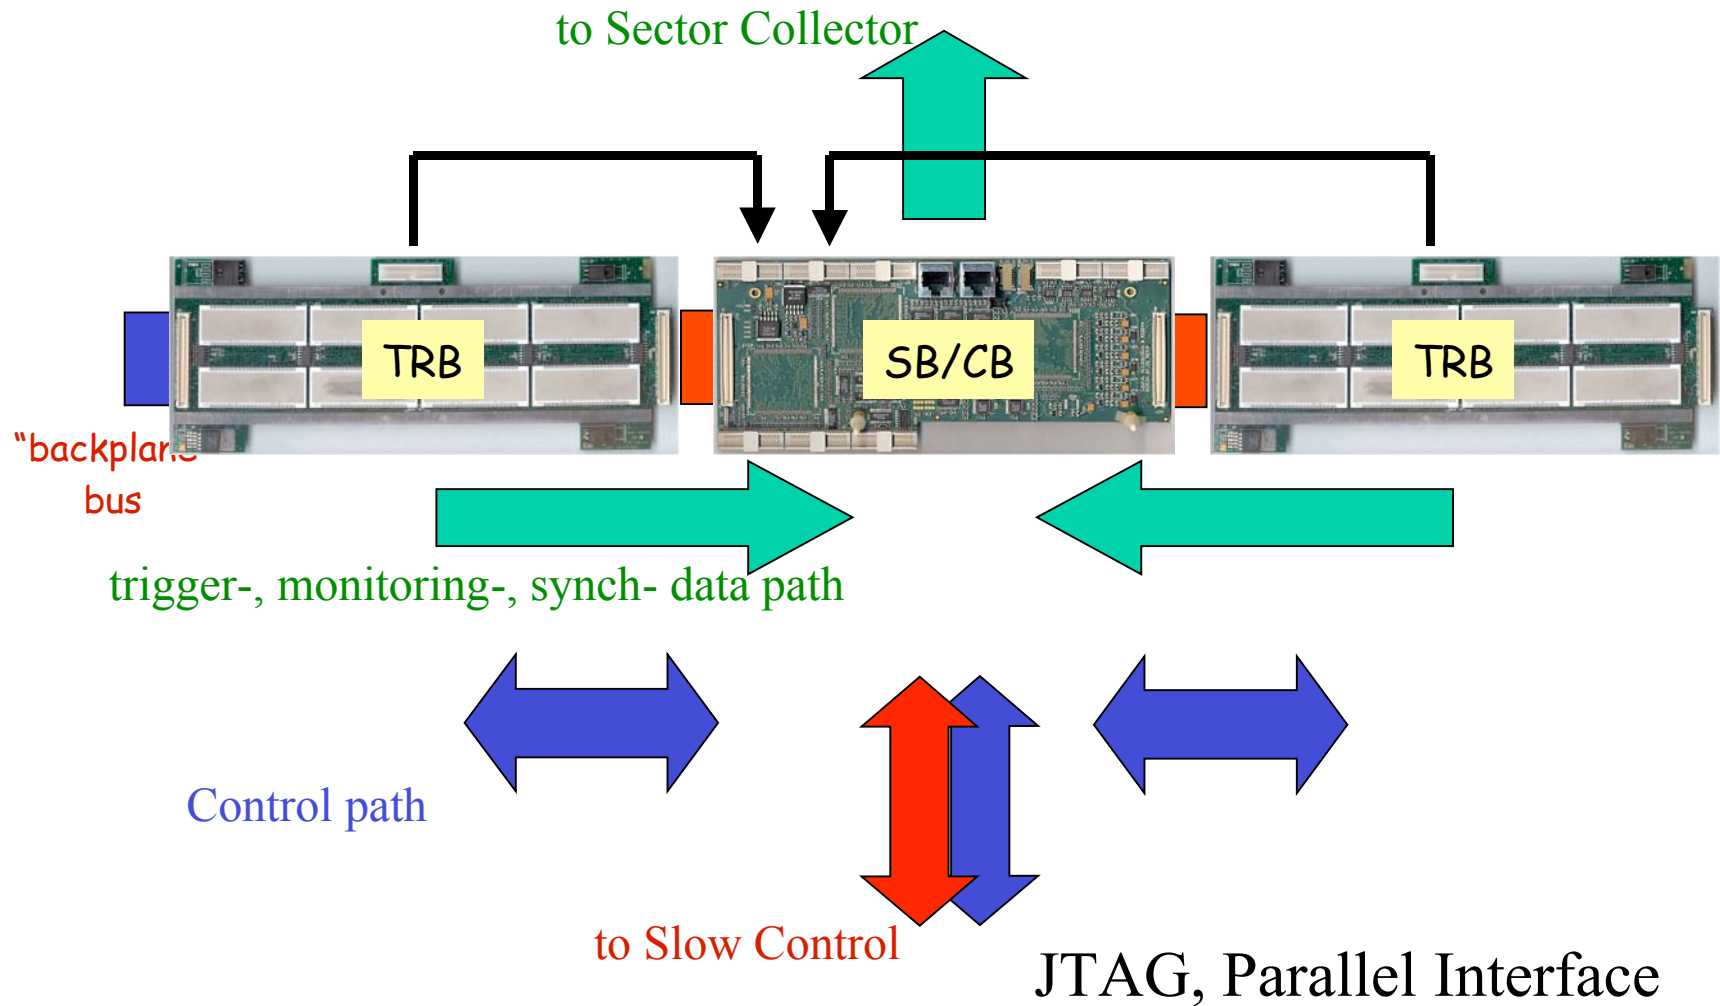 to Sector Collector
TRB
SB/CB
TRB
“backplane
bus
trigger-, monitoring-, synch- data path
Control path
to Slow Control
JTAG, Parallel Interface